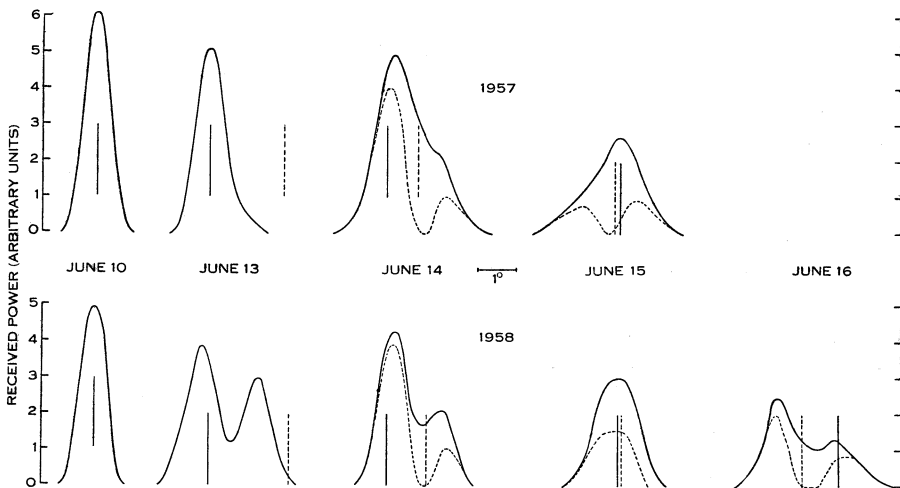 RECEIVED POWER (ARBITRARY UNITS)
6
5
4
3
2
1
0
1957
JUNE 10
JUNE 13
JUNE 14
1°
JUNE 15
JUNE 16
5
4
3
2
1
0
1958